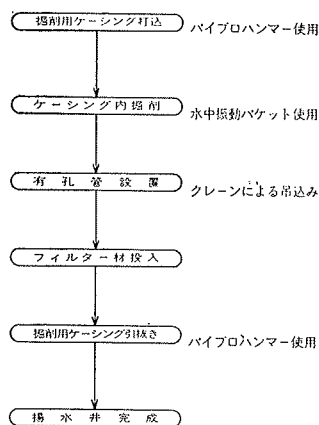 掘削用ケーシング打込
バイブロハンマー使用
ケーシング内掘削
水中振動バケット使用
有孔管設置
クレーンによる吊込み
フィルター材投入
掘削用ケーシング引抜き
バイブロハンマー使用
揚水井完成